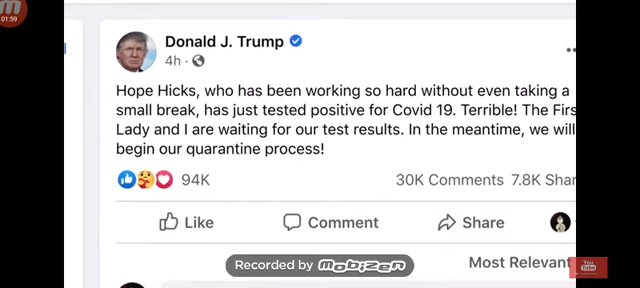 01:59
Donald J. Trump
4h ·
Hope Hicks, who has been working so hard without even taking a
small break, has just tested positive for Covid 19. Terrible! The Firs
Lady and I are waiting for our test results. In the meantime, we will
begin our quarantine process!
94K
30K Comments 7.8K Shar
Like
Comment
Share
Recorded by mobizen
Most Relevant